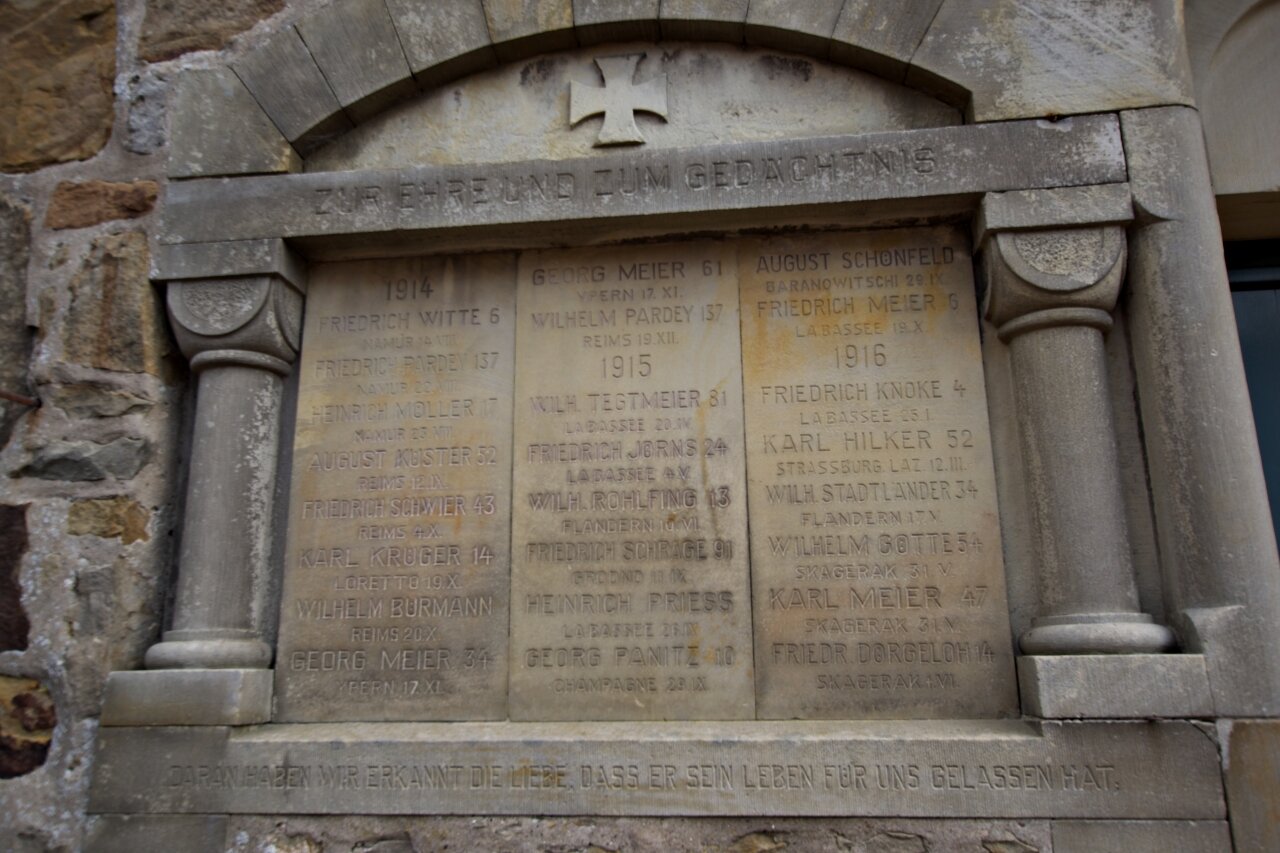 ZUR EHRE UND ZUM GEDÄCHTNIS
1914
FRIEDRICH WITTE 6
NAMUR 14. VIII.
FRIEDRICH PARDEY 137
NAMUR 22. VIII.
HEINRICH MÖLLER 17
NAMUR 23. VIII.
AUGUST KÜSTER 52
REIMS 12. IX.
FRIEDRICH SCHWIER 43
REIMS 4. X.
KARL KRÜGER 14
LORETTO 19. X.
WILHELM BURMANN
REIMS 20. X.
GEORG MEIER 34
YPERN 17. XI.
GEORG MEIER 61
YPERN 17. XI.
WILHELM PARDEY 137
REIMS 19. XII.
1915
WILH. TEGTMEIER 81
LABASSEE 20. IV.
FRIEDRICH JØRNS 24
LABASSEE 4. V.
WILH. ROHLFING 13
FLANDERN 10. VI.
FRIEDRICH SCHRAGE 91
GRODNO 11. IX.
HEINRICH PRIESS
LABASSEE 26. IX.
GEORG PANITZ 10
CHAMPAGNE 29. IX.
AUGUST SCHÖNFELD
BARANOWITSCHI 29. IX.
FRIEDRICH MEIER 6
LABASSEE 19. X.
1916
FRIEDRICH KNOKE 4
LABASSEE 25. I.
KARL HILKER 52
STRASSBURG. LAZ. 12. III.
WILH. STADTLÄNDER 34
FLANDERN 17. V.
WILHELM GÖTTE 54
SKAGERAK 31. V.
KARL MEIER 47
SKAGERAK 31. V.
FRIEDR. DÖRGELOH 14
SKAGERAK 1. VI.
DARAN HABEN WIR ERKANNT DIE LIEBE, DASS ER SEIN LEBEN FÜR UNS GELASSEN HAT.